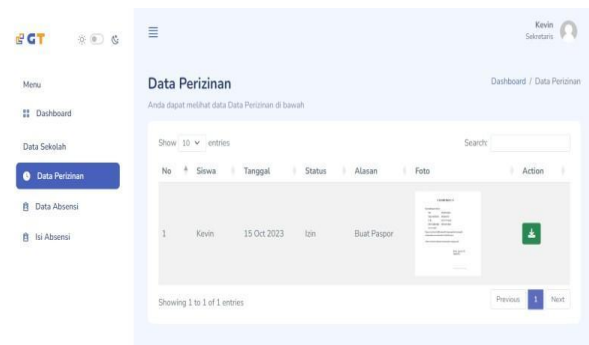 GT
Kevin
Sekretaris
Menu
Dashboard
Data Sekolah
Data Perizinan
Data Absensi
Isi Absensi
Data Perizinan
Dashboard / Data Perizinan
Anda dapat melihat data Data Perizinan di bawah
Show 10 entries
Search:
No Siswa Tanggal Status Alasan Foto Action
1 Kevin 15 Oct 2023 Izin Buat Paspor
Showing 1 to 1 of 1 entries
Previous 1 Next